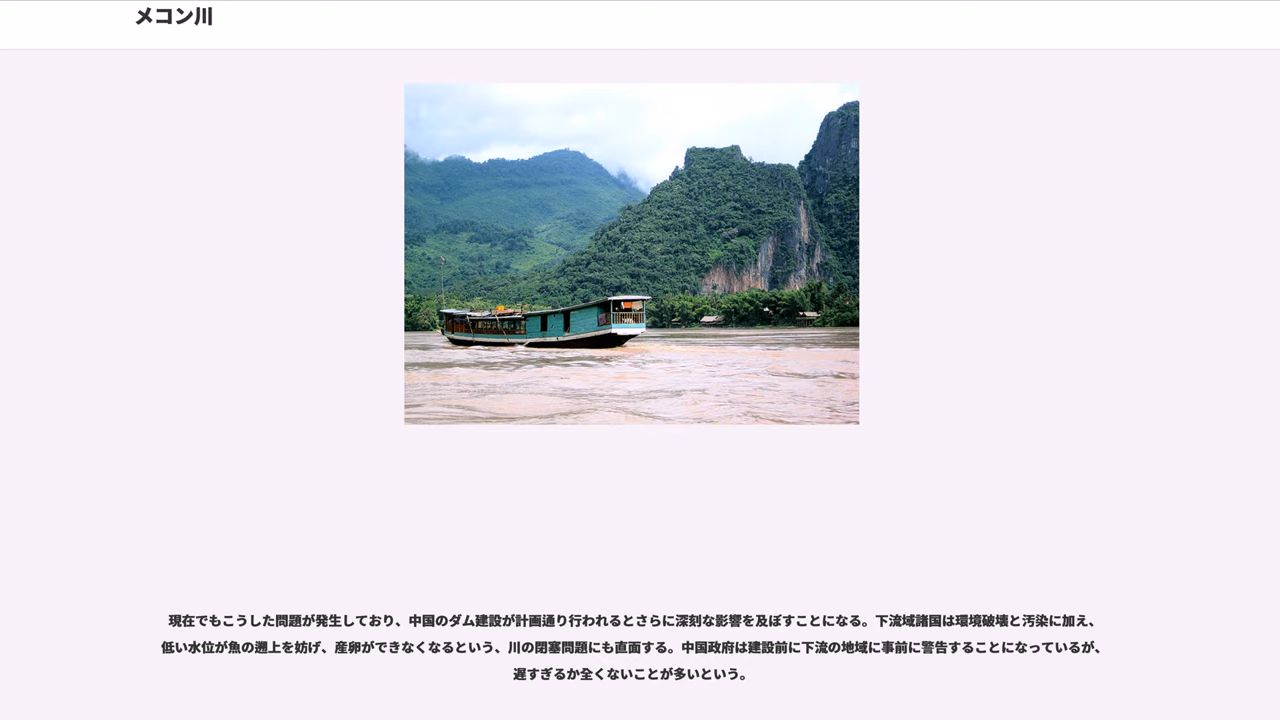 メコン川
現在でもこうした問題が発生しており、中国のダム建設が計画通り行われるとさらに深刻な影響を及ぼすことになる。下流域諸国は環境破壊と汚染に加え、
低い水位が魚の遡上を妨げ、産卵ができなくなるという、川の閉塞問題にも直面する。中国政府は建設前に下流の地域に事前に警告することになっているが、
遅すぎるか全くないことが多いという。